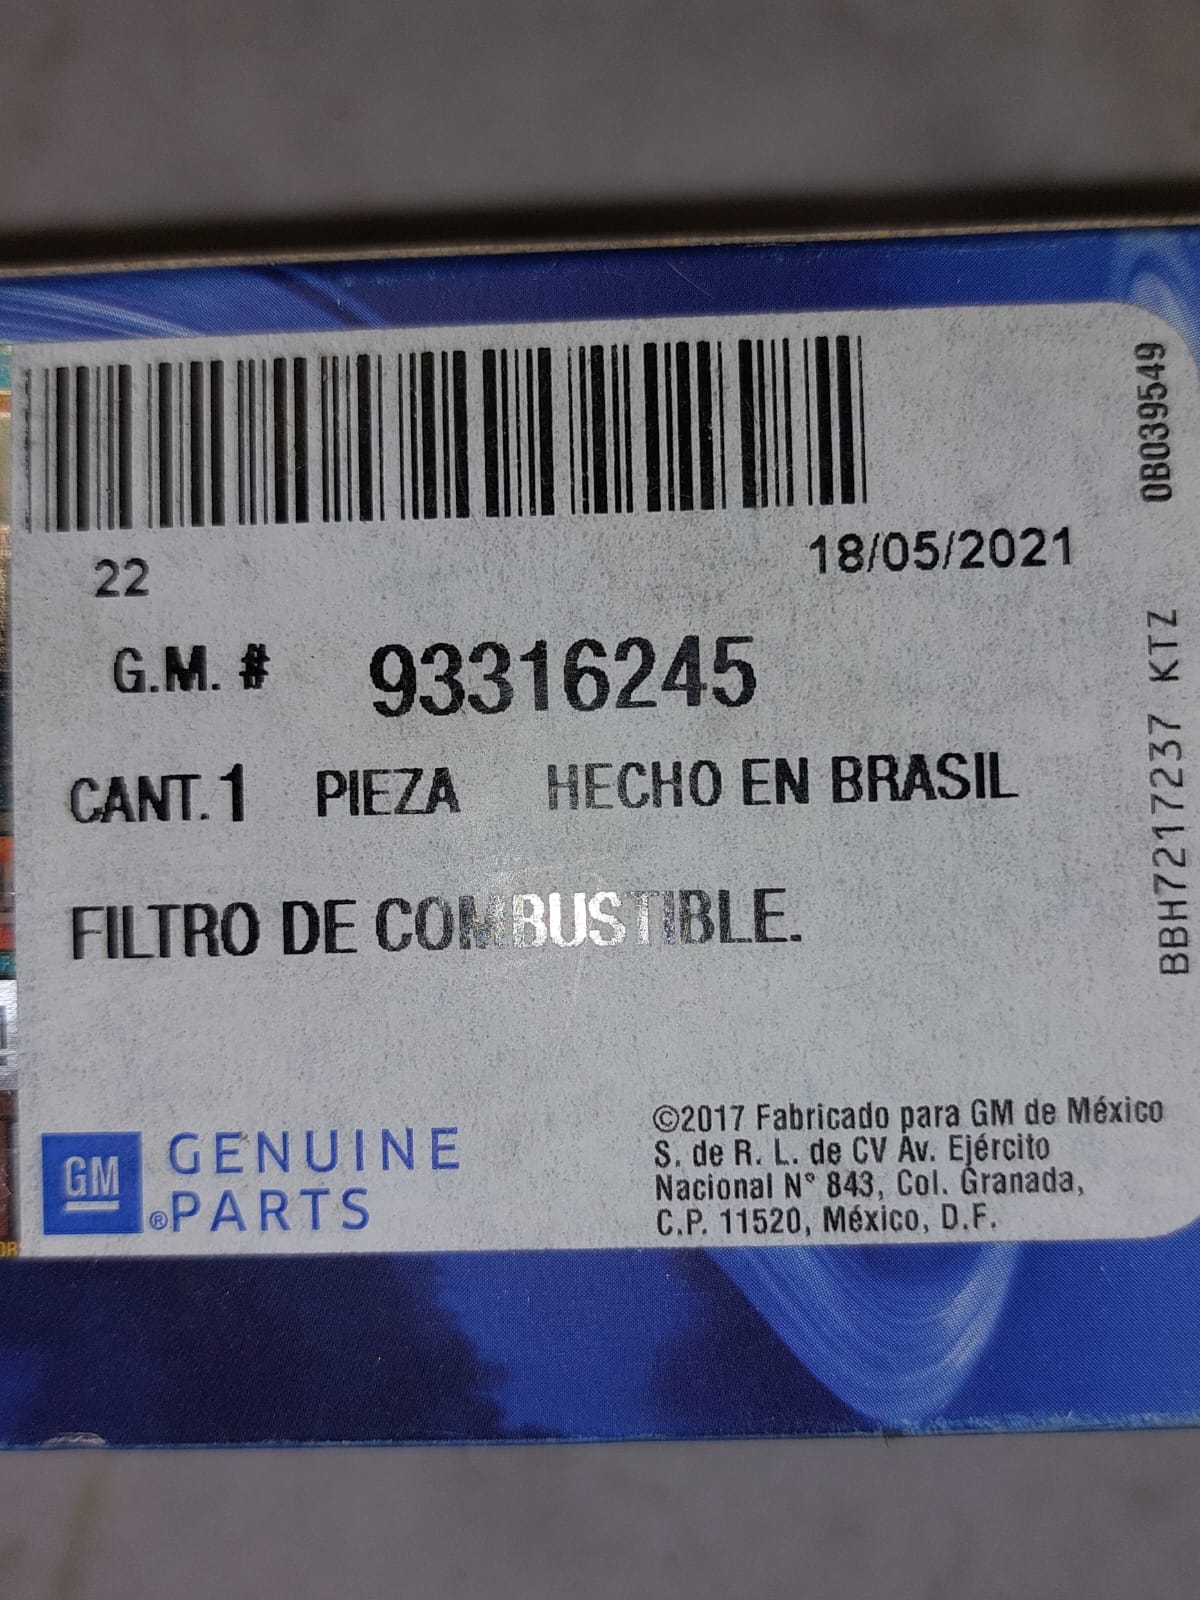 22
18/05/2021
G.M. # 93316245
CANT. 1 PIEZA HECHO EN BRASIL
FILTRO DE COMBUSTIBLE.
GM GENUINE
®PARTS
©2017 Fabricado para GM de México
S. de R. L. de CV Av. Ejército
Nacional N° 843, Col. Granada,
C.P. 11520, México, D.F.
0B039549
BBH7217237 KTZ